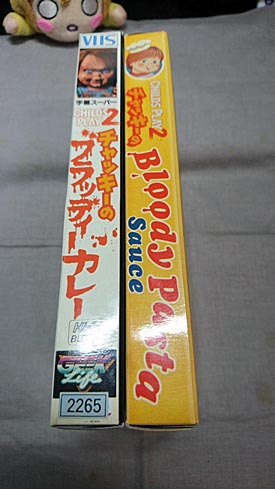 VHS
字幕スーパー
CHILD'S PLAY 2
チャッキーの
ブラッディーカレー
2265
CHILD'S PLAY 2
チャッキーの
Bloody Pasta
Sauce